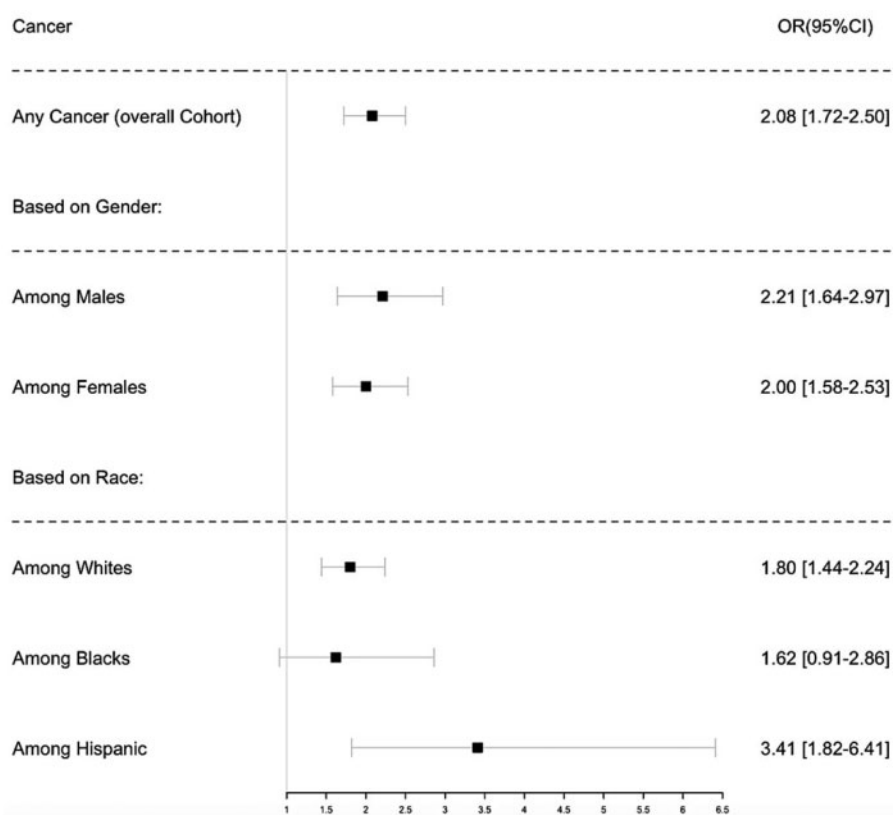 Cancer OR(95%CI)
Any Cancer (overall Cohort) 2.08 [1.72-2.50]
Based on Gender:
Among Males 2.21 [1.64-2.97]
Among Females 2.00 [1.58-2.53]
Based on Race:
Among Whites 1.80 [1.44-2.24]
Among Blacks 1.62 [0.91-2.86]
Among Hispanic 3.41 [1.82-6.41]
1 1.5 2 2.5 3 3.5 4 4.5 5 5.5 6 6.5